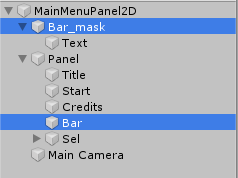 MainMenuPanel2D
Bar_mask
Text
Panel
Title
Start
Credits
Bar
Sel
Main Camera